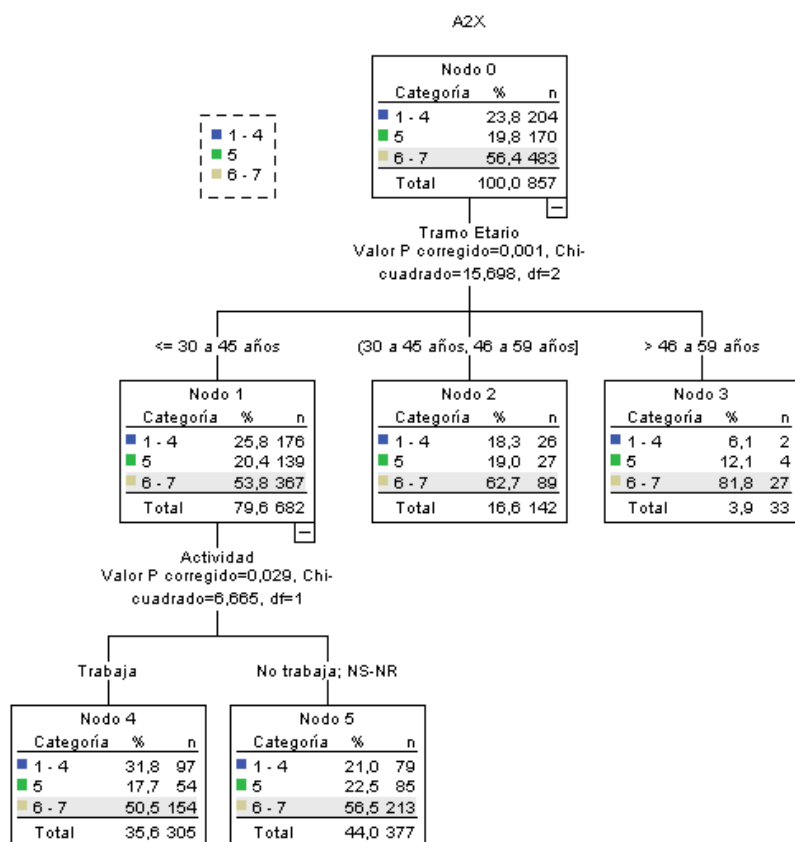 A2X
1 - 4
5
6 - 7
Nodo 0
Categoría % n
1 - 4 23,8 204
5 19,8 170
6 - 7 56,4 483
Total 100,0 857
Tramo Etario
Valor P corregido=0,001, Chi-
cuadrado=15,698, df=2
<= 30 a 45 años
(30 a 45 años, 46 a 59 años]
> 46 a 59 años
Nodo 1
Categoría % n
1 - 4 25,8 176
5 20,4 139
6 - 7 53,8 367
Total 79,6 682
Nodo 2
Categoría % n
1 - 4 18,3 26
5 19,0 27
6 - 7 62,7 89
Total 16,6 142
Nodo 3
Categoría % n
1 - 4 6,1 2
5 12,1 4
6 - 7 81,8 27
Total 3,9 33
Actividad
Valor P corregido=0,029, Chi-
cuadrado=6,665, df=1
Trabaja
No trabaja; NS-NR
Nodo 4
Categoría % n
1 - 4 31,8 97
5 17,7 54
6 - 7 50,5 154
Total 35,6 305
Nodo 5
Categoría % n
1 - 4 21,0 79
5 22,5 85
6 - 7 56,5 213
Total 44,0 377